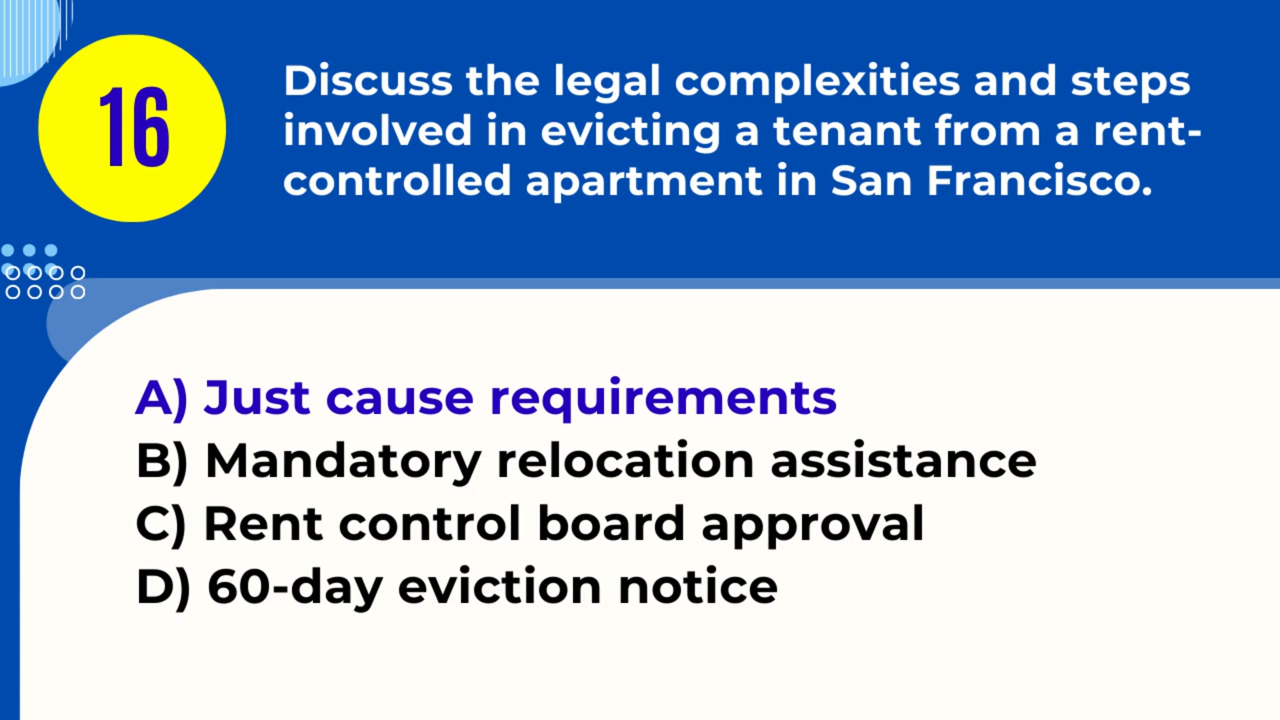 16
Discuss the legal complexities and steps
involved in evicting a tenant from a rent-
controlled apartment in San Francisco.
A) Just cause requirements
B) Mandatory relocation assistance
C) Rent control board approval
D) 60-day eviction notice